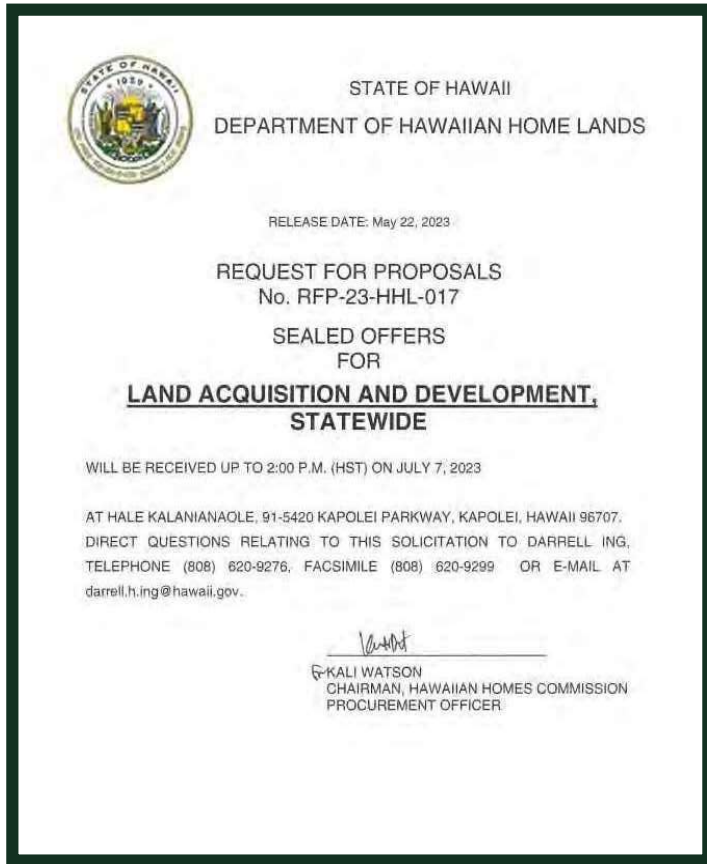 STATE OF HAWAII
1959
STATE OF HAWAII
DEPARTMENT OF HAWAIIAN HOME LANDS
RELEASE DATE: May 22, 2023
REQUEST FOR PROPOSALS
No. RFP-23-HHL-017
SEALED OFFERS
FOR
LAND ACQUISITION AND DEVELOPMENT,
STATEWIDE
WILL BE RECEIVED UP TO 2:00 P.M. (HST) ON JULY 7, 2023
AT HALE KALANIANAOLE, 91-5420 KAPOLEI PARKWAY, KAPOLEI, HAWAII 96707.
DIRECT QUESTIONS RELATING TO THIS SOLICITATION TO DARRELL ING,
TELEPHONE (808) 620-9276, FACSIMILE (808) 620-9299 OR E-MAIL AT
darrell.h.ing@hawaii.gov.
KALI WATSON
CHAIRMAN, HAWAIIAN HOMES COMMISSION
PROCUREMENT OFFICER